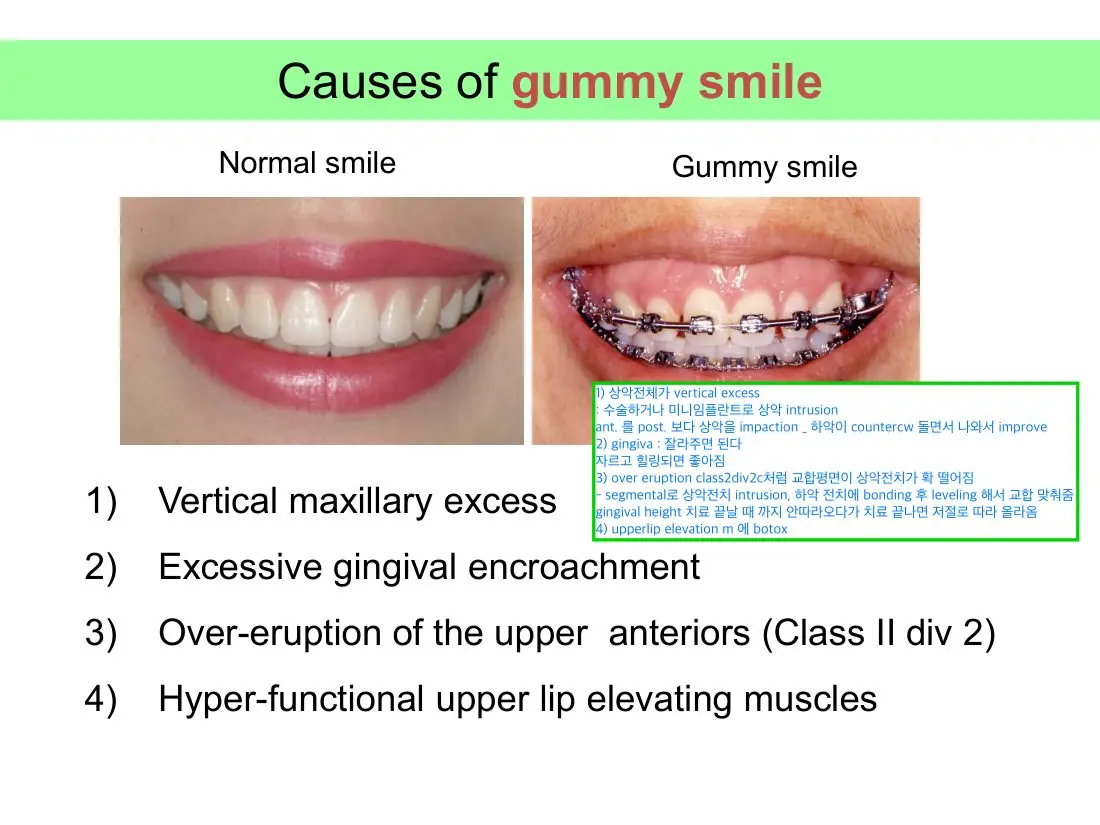 Causes of gummy smile
Normal smile
Gummy smile
1) 상악전체가 vertical excess
: 수술하거나 미니임플란트로 상악 intrusion
ant. 를 post. 보다 상악을 impaction _ 하악이 countercw 돌면서 나와서 improve
2) gingiva : 잘라주면 된다
자르고 힐링되면 좋아짐
3) over eruption class2div2c처럼 교합평면이 상악전치가 확 떨어짐
- segmental로 상악전치 intrusion, 하악 전치에 bonding 후 leveling 해서 교합 맞춰줌
gingival height 치료 끝날 때 까지 안따라오다가 치료 끝나면 저절로 따라 올라옴
4) upperlip elevation m 에 botox
1) Vertical maxillary excess
2) Excessive gingival encroachment
3) Over-eruption of the upper anteriors (Class II div 2)
4) Hyper-functional upper lip elevating muscles